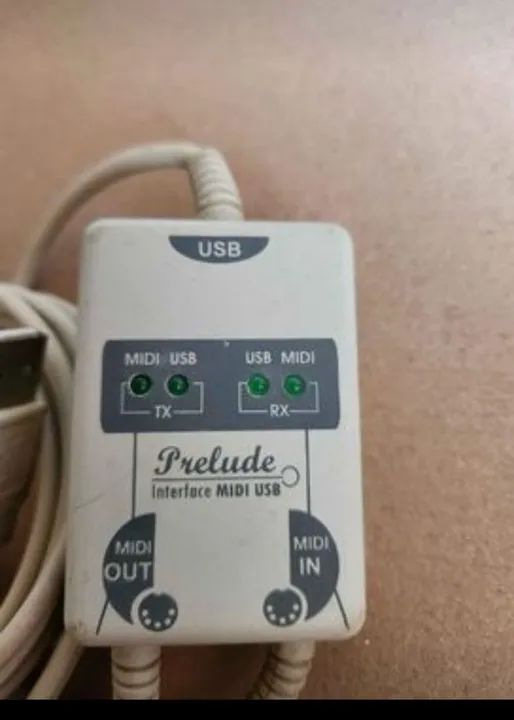 USB
MIDI USB USB MIDI
TX RX
Prelude
Interface MIDI USB
MIDI MIDI
OUT IN